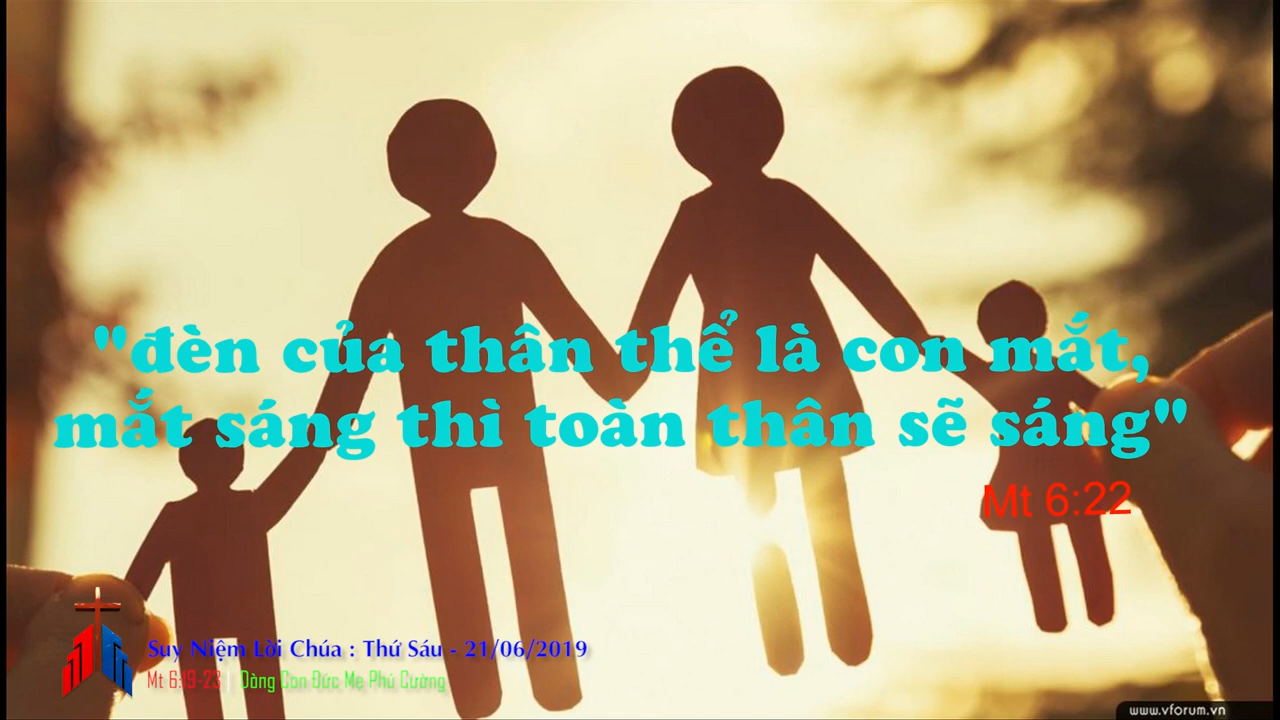 "đèn của thân thể là con mắt,
mắt sáng thì toàn thân sẽ sáng"
Mt 6:22
Suy Niệm Lời Chúa : Thứ Sáu - 21/06/2019
Mt 6:19-23 | Dòng Con Đức Mẹ Phú Cường
www.vforum.vn